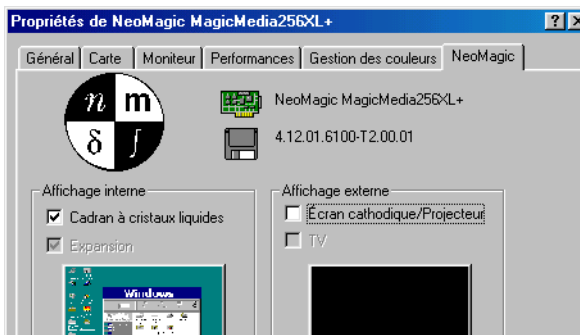 Propriétés de NeoMagic MagicMedia256XL+
Général Carte Moniteur Performances Gestion des couleurs NeoMagic
n m
δ ∫
NeoMagic MagicMedia256XL+
4.12.01.6100-T2.00.01
Affichage interne
Affichage externe
Cadran à cristaux liquides
Écran cathodique/Projecteur
Expansion
TV
Windows